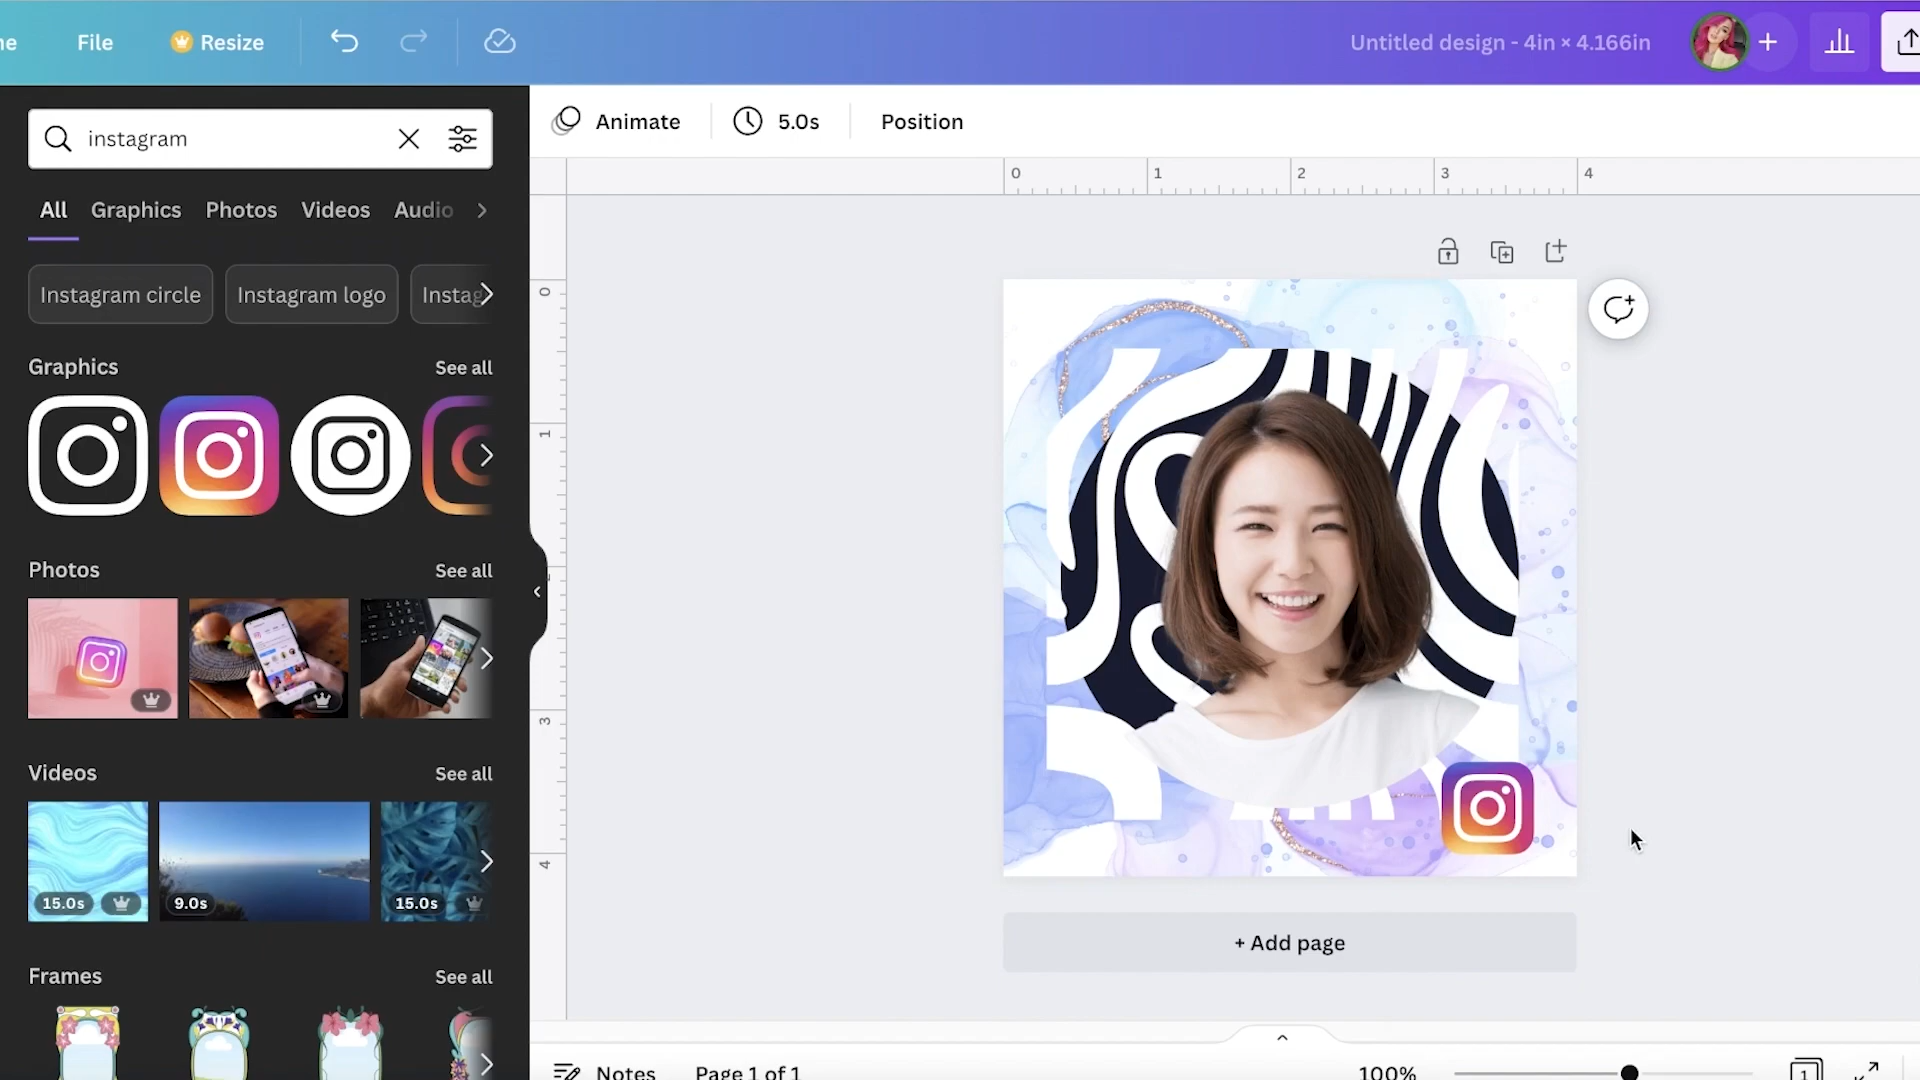 File
Resize
Untitled design - 4in × 4.166in
instagram
Animate
5.0s
Position
All
Graphics
Photos
Videos
Audio
Instagram circle
Instagram logo
Instag
Graphics
See all
Photos
See all
Videos
See all
15.0s
9.0s
15.0s
Frames
See all
0
1
2
3
4
0
1
3
4
+ Add page
Notes
Page 1 of 1
100%
1